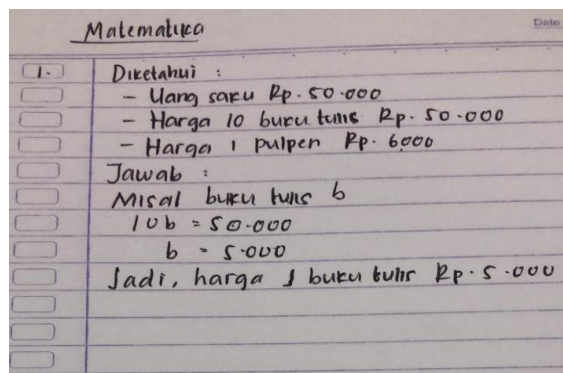 Matematika
Date
1.
Diketahui :
- Uang saku Rp. 50.000
- Harga 10 buku tulis Rp. 50.000
- Harga 1 pulpen Rp. 6000
Jawab :
Misal buku tulis b
10b = 50.000
b = 5.000
Jadi, harga 1 buku tulis Rp. 5.000